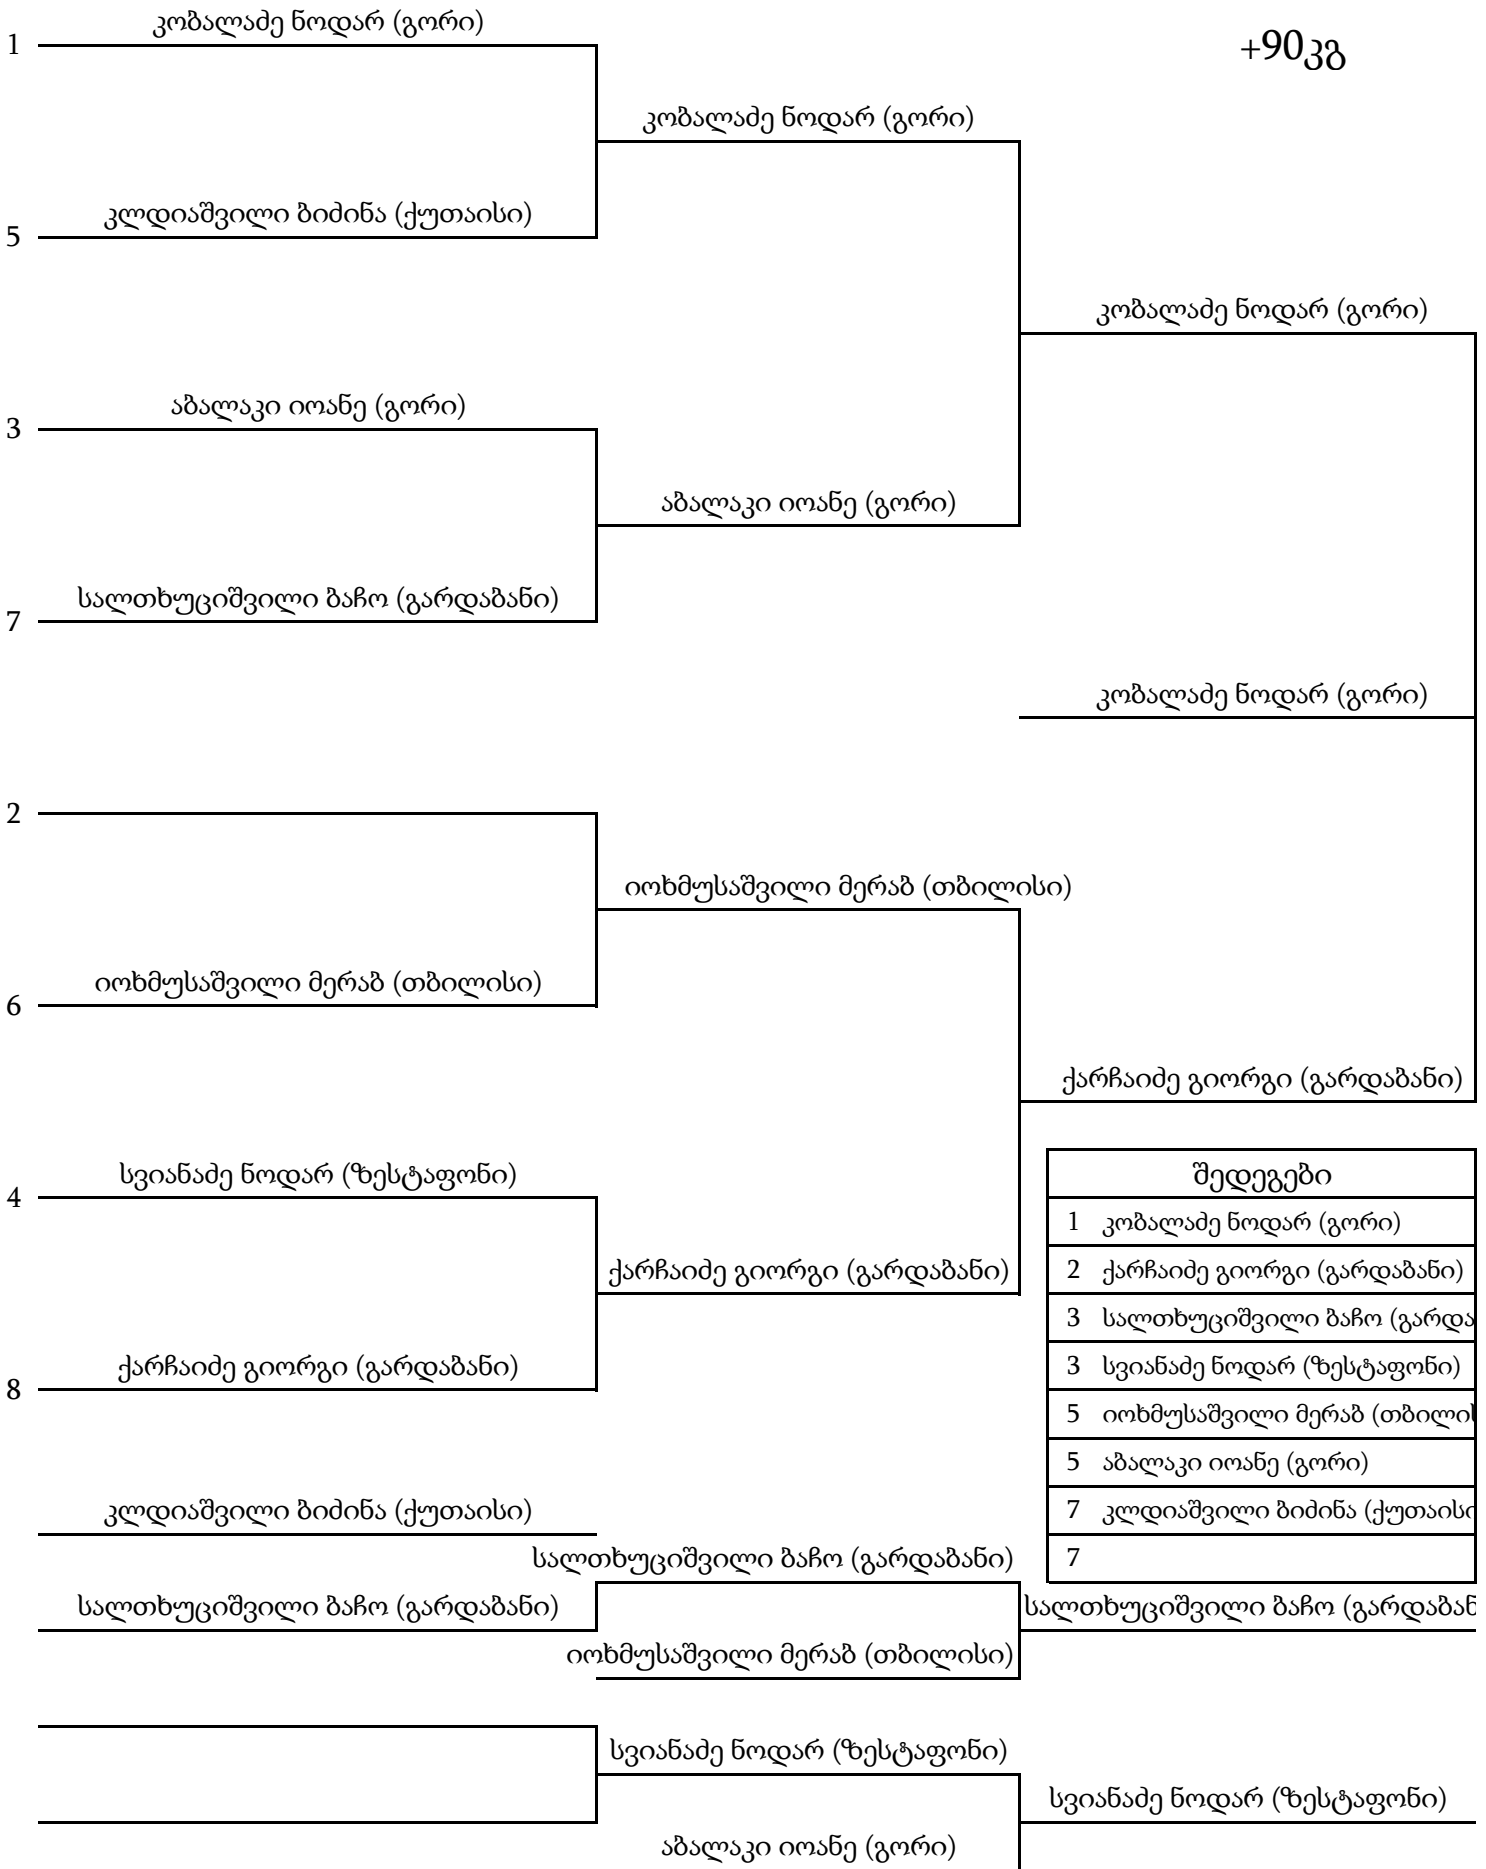 კობალაძე ნოდარ (გორი)
1
+90კგ
კობალაძე ნოდარ (გორი)
კლდიაშვილი ბიძინა (ქუთაისი)
5
კობალაძე ნოდარ (გორი)
აბალაკი იოანე (გორი)
3
აბალაკი იოანე (გორი)
სალთხუციშვილი ბაჩო (გარდაბანი)
7
კობალაძე ნოდარ (გორი)
2
იოხმუსაშვილი მერაბ (თბილისი)
იოხმუსაშვილი მერაბ (თბილისი)
6
ქარჩაიძე გიორგი (გარდაბანი)
სვიანაძე ნოდარ (ზესტაფონი)
4
ქარჩაიძე გიორგი (გარდაბანი)
ქარჩაიძე გიორგი (გარდაბანი)
8
შედეგები
1 კობალაძე ნოდარ (გორი)
2 ქარჩაიძე გიორგი (გარდაბანი)
3 სალთხუციშვილი ბაჩო (გარდა
3 სვიანაძე ნოდარ (ზესტაფონი)
5 იოხმუსაშვილი მერაბ (თბილის
5 აბალაკი იოანე (გორი)
7 კლდიაშვილი ბიძინა (ქუთაისი
7
კლდიაშვილი ბიძინა (ქუთაისი)
სალთხუციშვილი ბაჩო (გარდაბანი)
სალთხუციშვილი ბაჩო (გარდაბანი)
სალთხუციშვილი ბაჩო (გარდაბან
იოხმუსაშვილი მერაბ (თბილისი)
სვიანაძე ნოდარ (ზესტაფონი)
სვიანაძე ნოდარ (ზესტაფონი)
აბალაკი იოანე (გორი)